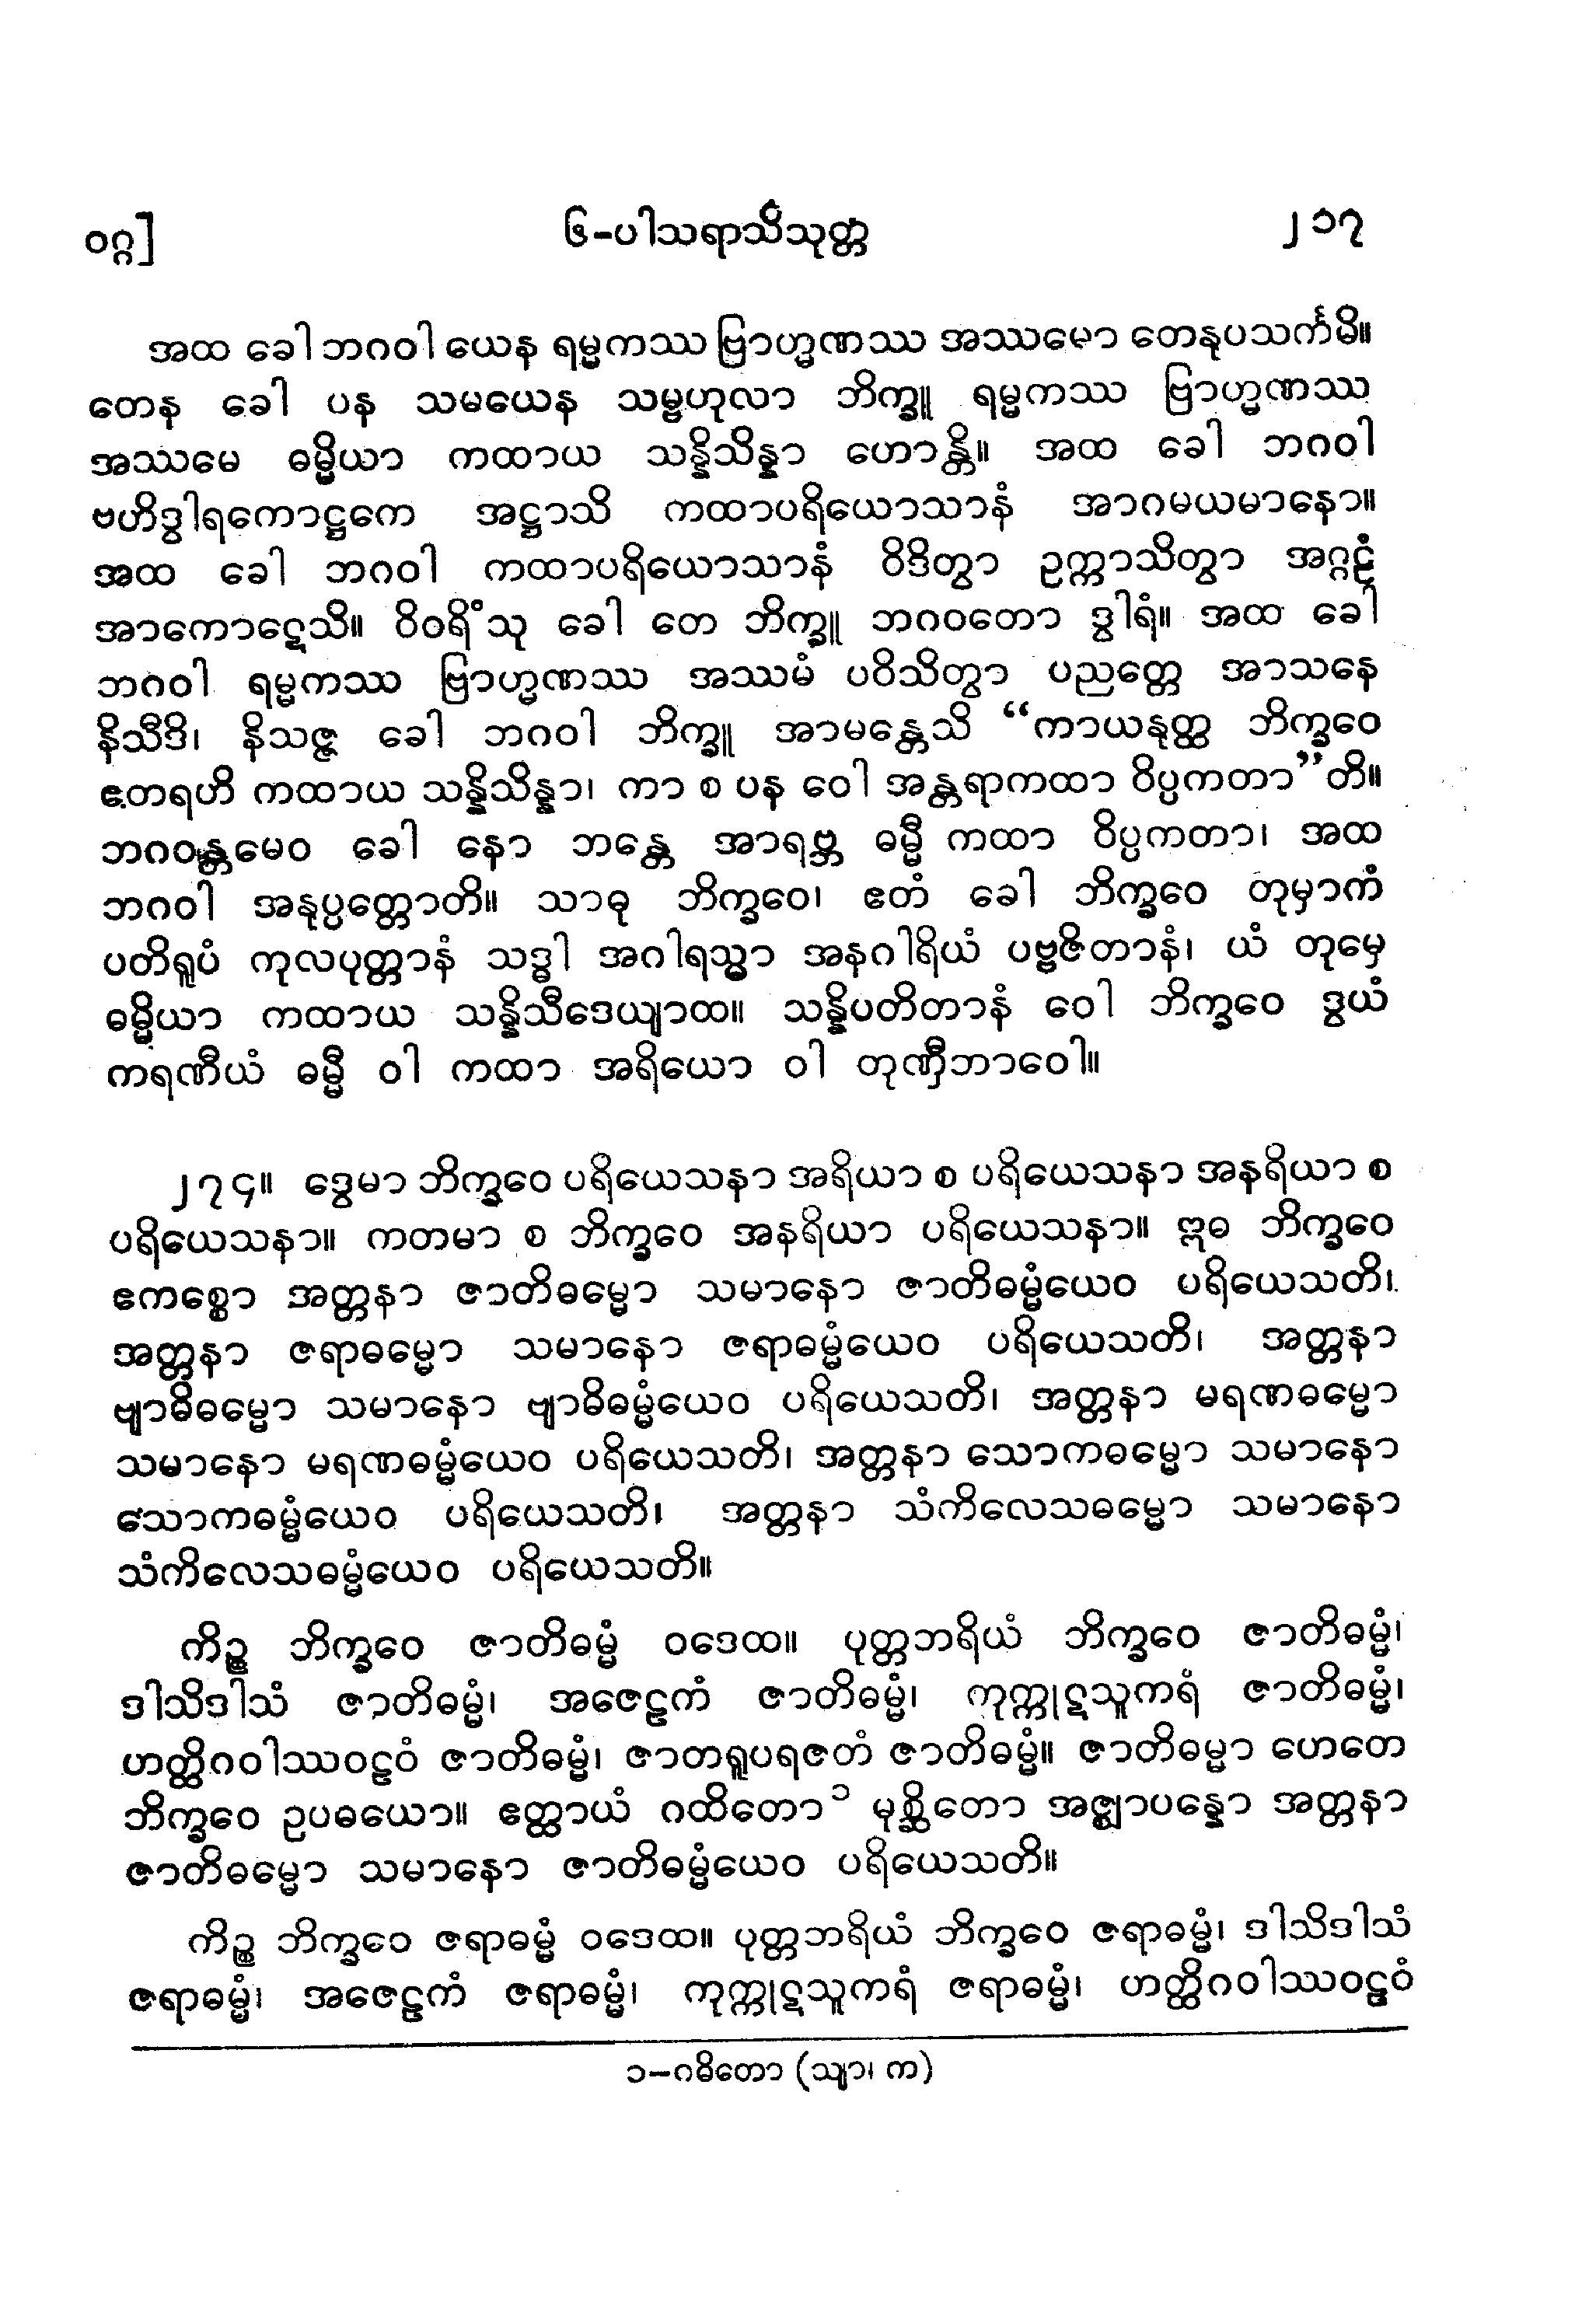 ဝဂ္ဂ] ၆-ပါသရာသိသုတ္တ ၂၁၇
အထ ခေါ ဘဂဝါ ယေန ရမ္မကဿ ဗြာဟ္မဏဿ အဿမော တေနုပသင်္ကမိ။
တေန ခေါ ပန သမယေန သမ္ဗဟုလာ ဘိက္ခူ ရမ္မကဿ ဗြာဟ္မဏဿ
အဿမေ ဓမ္မိယာ ကထာယ သန္နိသိန္နာ ဟောန္တိ။ အထ ခေါ ဘဂဝါ
ဗဟိဒွါရကောဋ္ဌကေ အဋ္ဌာသိ ကထာပရိယောသာနံ အာဂမယမာနော။
အထ ခေါ ဘဂဝါ ကထာပရိယောသာနံ ဝိဒိတွာ ဥက္ကာသိတွာ အဂ္ဂဠံ
အာကောဋေသိ။ ဝိဝရိံသု ခေါ တေ ဘိက္ခူ ဘဂဝတော ဒွါရံ။ အထ ခေါ
ဘဂဝါ ရမ္မကဿ ဗြာဟ္မဏဿ အဿမံ ပဝိသိတွာ ပညတ္တေ အာသနေ
နိသီဒိ၊ နိသဇ္ဇ ခေါ ဘဂဝါ ဘိက္ခူ အာမန္တေသိ “ကာယနုတ္ထ ဘိက္ခဝေ
ဧတရဟိ ကထာယ သန္နိသိန္နာ၊ ကာ စ ပန ဝေါ အန္တရာကထာ ဝိပ္ပကတာ”တိ။
ဘဂဝန္တမေဝ ခေါ နော ဘန္တေ အာရဗ္ဘ ဓမ္မီ ကထာ ဝိပ္ပကတာ၊ အထ
ဘဂဝါ အနုပ္ပတ္တောတိ။ သာဓု ဘိက္ခဝေ၊ ဧတံ ခေါ ဘိက္ခဝေ တုမှာကံ
ပတိရူပံ ကုလပုတ္တာနံ သဒ္ဓါ အဂါရသ္မာ အနဂါရိယံ ပဗ္ဗဇိတာနံ၊ ယံ တုမှေ
ဓမ္မိယာ ကထာယ သန္နိသီဒေယျာထ။ သန္နိပတိတာနံ ဝေါ ဘိက္ခဝေ ဒွယံ
ကရဏီယံ ဓမ္မီ ဝါ ကထာ အရိယော ဝါ တုဏှီဘာဝေါ။
၂၇၄။ ဒွေမာ ဘိက္ခဝေ ပရိယေသနာ အရိယာ စ ပရိယေသနာ အနရိယာ စ
ပရိယေသနာ။ ကတမာ စ ဘိက္ခဝေ အနရိယာ ပရိယေသနာ။ ဣဓ ဘိက္ခဝေ
ဧကစ္စော အတ္တနာ ဇာတိဓမ္မော သမာနော ဇာတိဓမ္မံယေဝ ပရိယေသတိ၊
အတ္တနာ ဇရာဓမ္မော သမာနော ဇရာဓမ္မံယေဝ ပရိယေသတိ၊ အတ္တနာ
ဗျာဓိဓမ္မော သမာနော ဗျာဓိဓမ္မံယေဝ ပရိယေသတိ၊ အတ္တနာ မရဏဓမ္မော
သမာနော မရဏဓမ္မံယေဝ ပရိယေသတိ၊ အတ္တနာ သောကဓမ္မော သမာနော
သောကဓမ္မံယေဝ ပရိယေသတိ၊ အတ္တနာ သံကိလေသဓမ္မော သမာနော
သံကိလေသဓမ္မံယေဝ ပရိယေသတိ။
ကိဉ္စ ဘိက္ခဝေ ဇာတိဓမ္မံ ဝဒေထ။ ပုတ္တဘရိယံ ဘိက္ခဝေ ဇာတိဓမ္မံ၊
ဒါသိဒါသံ ဇာတိဓမ္မံ၊ အဇေဠကံ ဇာတိဓမ္မံ၊ ကုက္ကုဋသူကရံ ဇာတိဓမ္မံ၊
ဟတ္ထိဂဝါဿဝဠဝံ ဇာတိဓမ္မံ၊ ဇာတရူပရဇတံ ဇာတိဓမ္မံ။ ဇာတိဓမ္မာ ဟေတေ
ဘိက္ခဝေ ဥပဓယော။ ဧတ္ထာယံ ဂထိတော ၁ မုစ္ဆိတော အဇ္ဈာပန္နော အတ္တနာ
ဇာတိဓမ္မော သမာနော ဇာတိဓမ္မံယေဝ ပရိယေသတိ။
ကိဉ္စ ဘိက္ခဝေ ဇရာဓမ္မံ ဝဒေထ။ ပုတ္တဘရိယံ ဘိက္ခဝေ ဇရာဓမ္မံ၊ ဒါသိဒါသံ
ဇရာဓမ္မံ၊ အဇေဠကံ ဇရာဓမ္မံ၊ ကုက္ကုဋသူကရံ ဇရာဓမ္မံ၊ ဟတ္ထိဂဝါဿဝဠဝံ
၁-ဂဓိတော (သျာ၊ က)